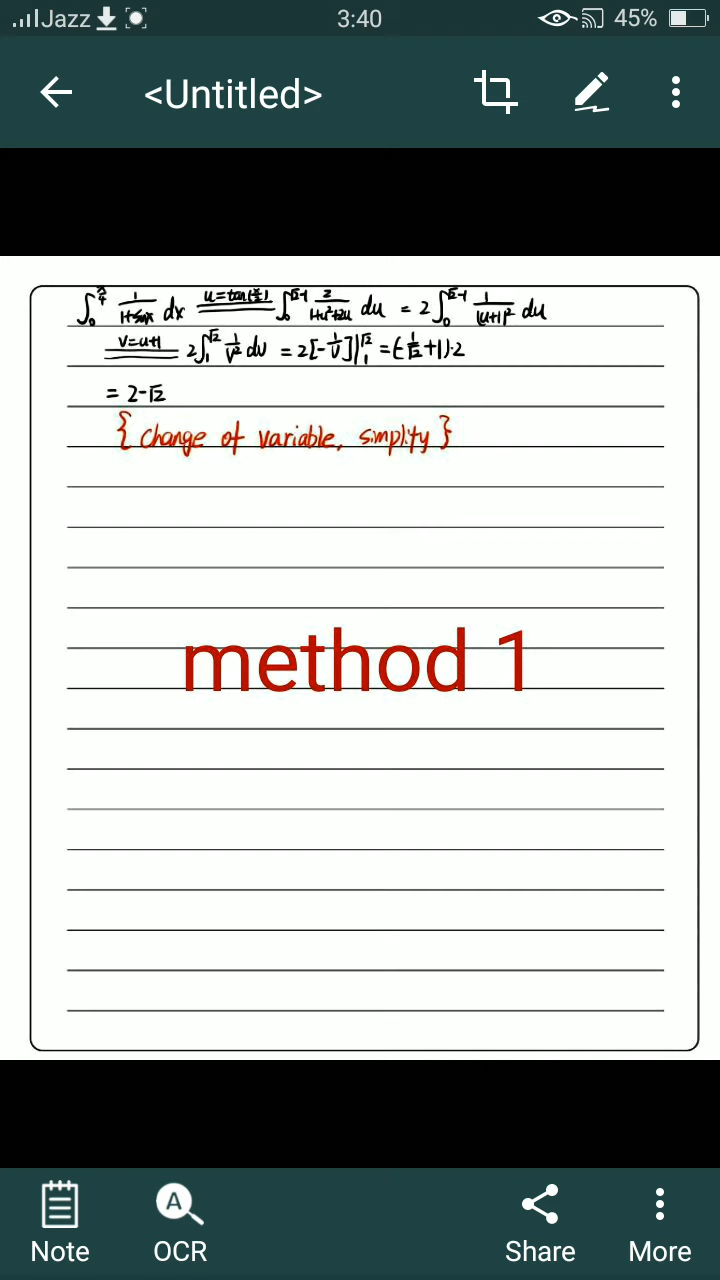 Jazz 3:40 45%
<Untitled>
∫₀^(π/4) 1/(1+sinx) dx u=tan(x/2) ∫₀^(√2-1) 2/(1+u²+2u) du = 2∫₀^(√2-1) 1/(u+1)² du
v=u+1 2∫₁^√2 1/v² dv = 2[-1/v]|₁^√2 = (-1/√2+1)·2
= 2-√2
{ change of variable, simplify }
method 1
A
Note OCR Share More